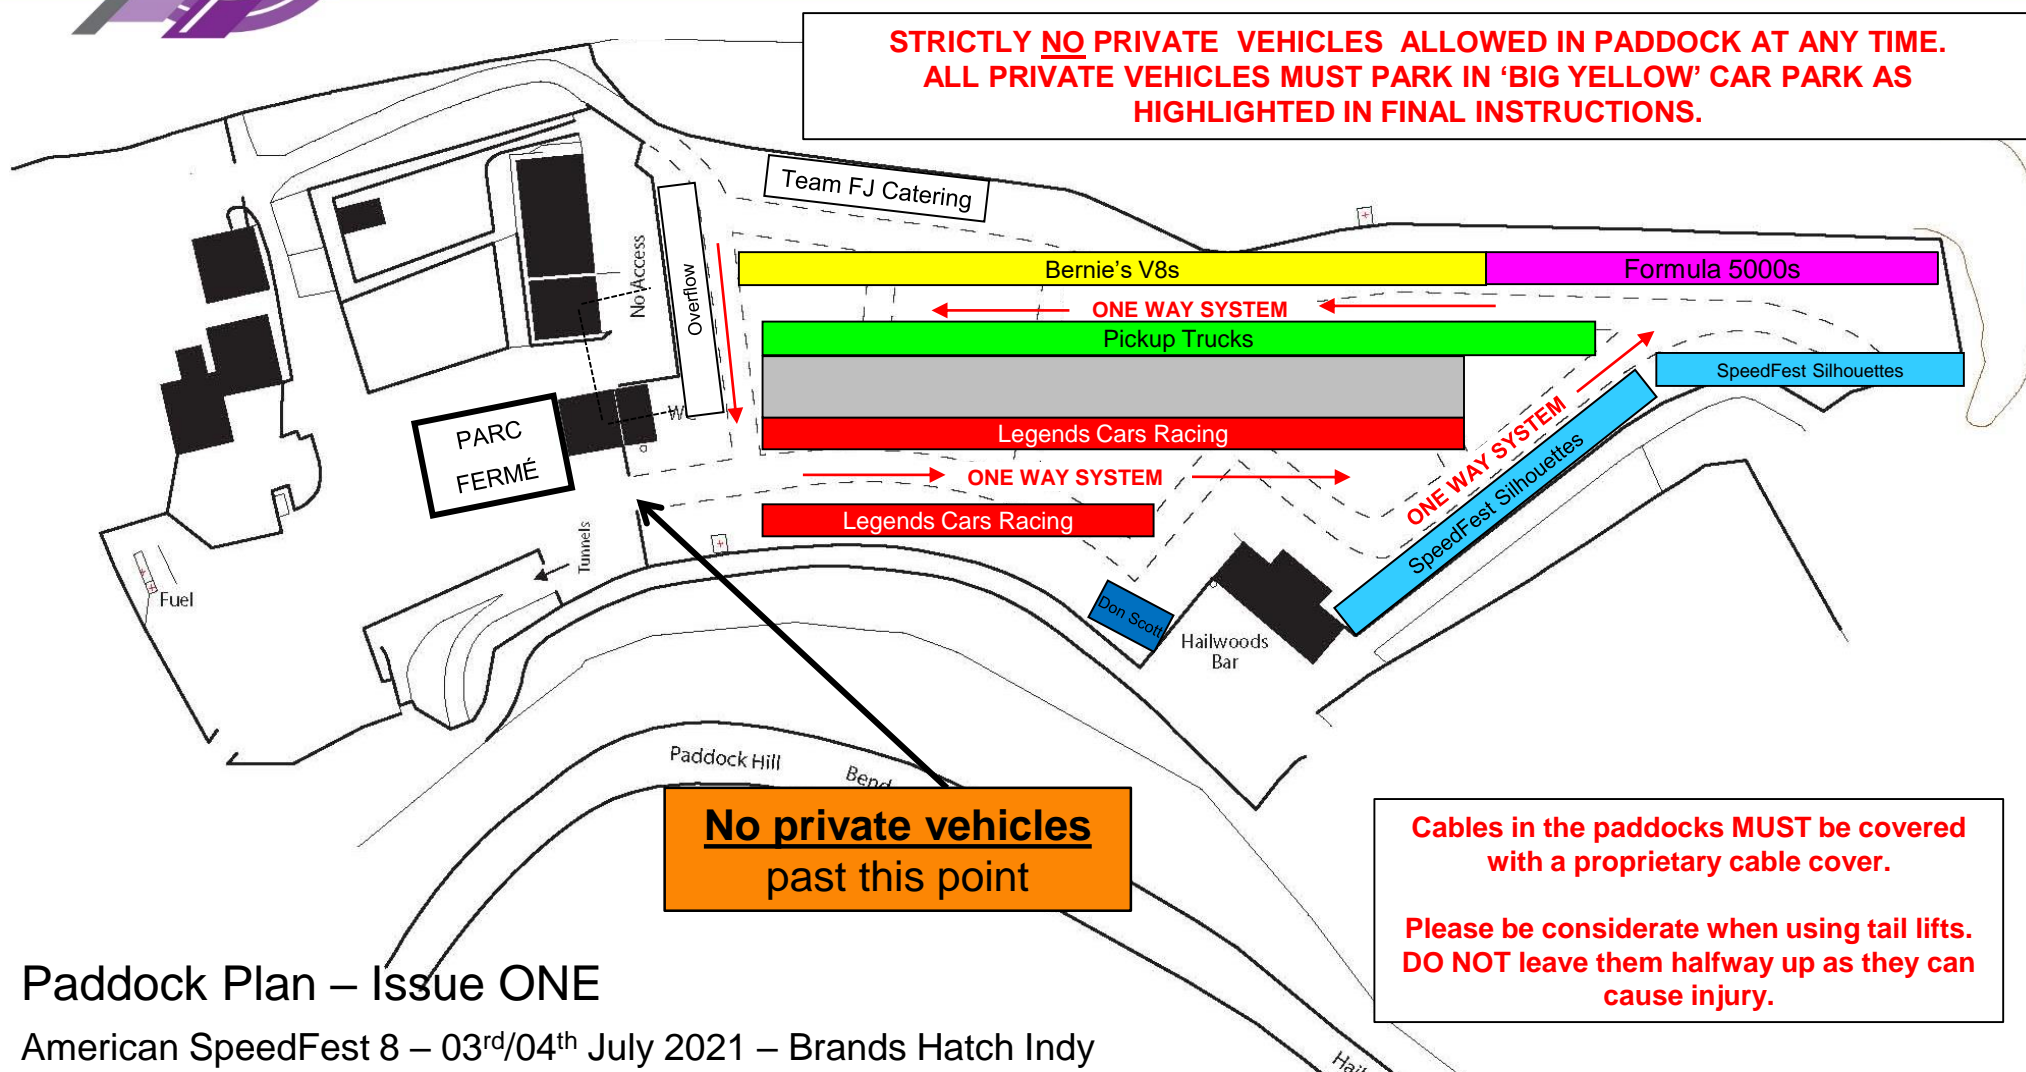 STRICTLY NO PRIVATE VEHICLES ALLOWED IN PADDOCK AT ANY TIME.
ALL PRIVATE VEHICLES MUST PARK IN ‘BIG YELLOW’ CAR PARK AS
HIGHLIGHTED IN FINAL INSTRUCTIONS.
Team FJ Catering
No Access
Overflow
Bernie’s V8s
Formula 5000s
ONE WAY SYSTEM
Pickup Trucks
SpeedFest Silhouettes
WC
PARC
FERMÉ
Legends Cars Racing
ONE WAY SYSTEM
ONE WAY SYSTEM
SpeedFest Silhouettes
Legends Cars Racing
Tunnels
Fuel
Don Scott
Hailwoods
Bar
Paddock Hill
Bend
No private vehicles
past this point
Cables in the paddocks MUST be covered
with a proprietary cable cover.
Please be considerate when using tail lifts.
DO NOT leave them halfway up as they can
cause injury.
Paddock Plan – Issue ONE
American SpeedFest 8 – 03rd/04th July 2021 – Brands Hatch Indy